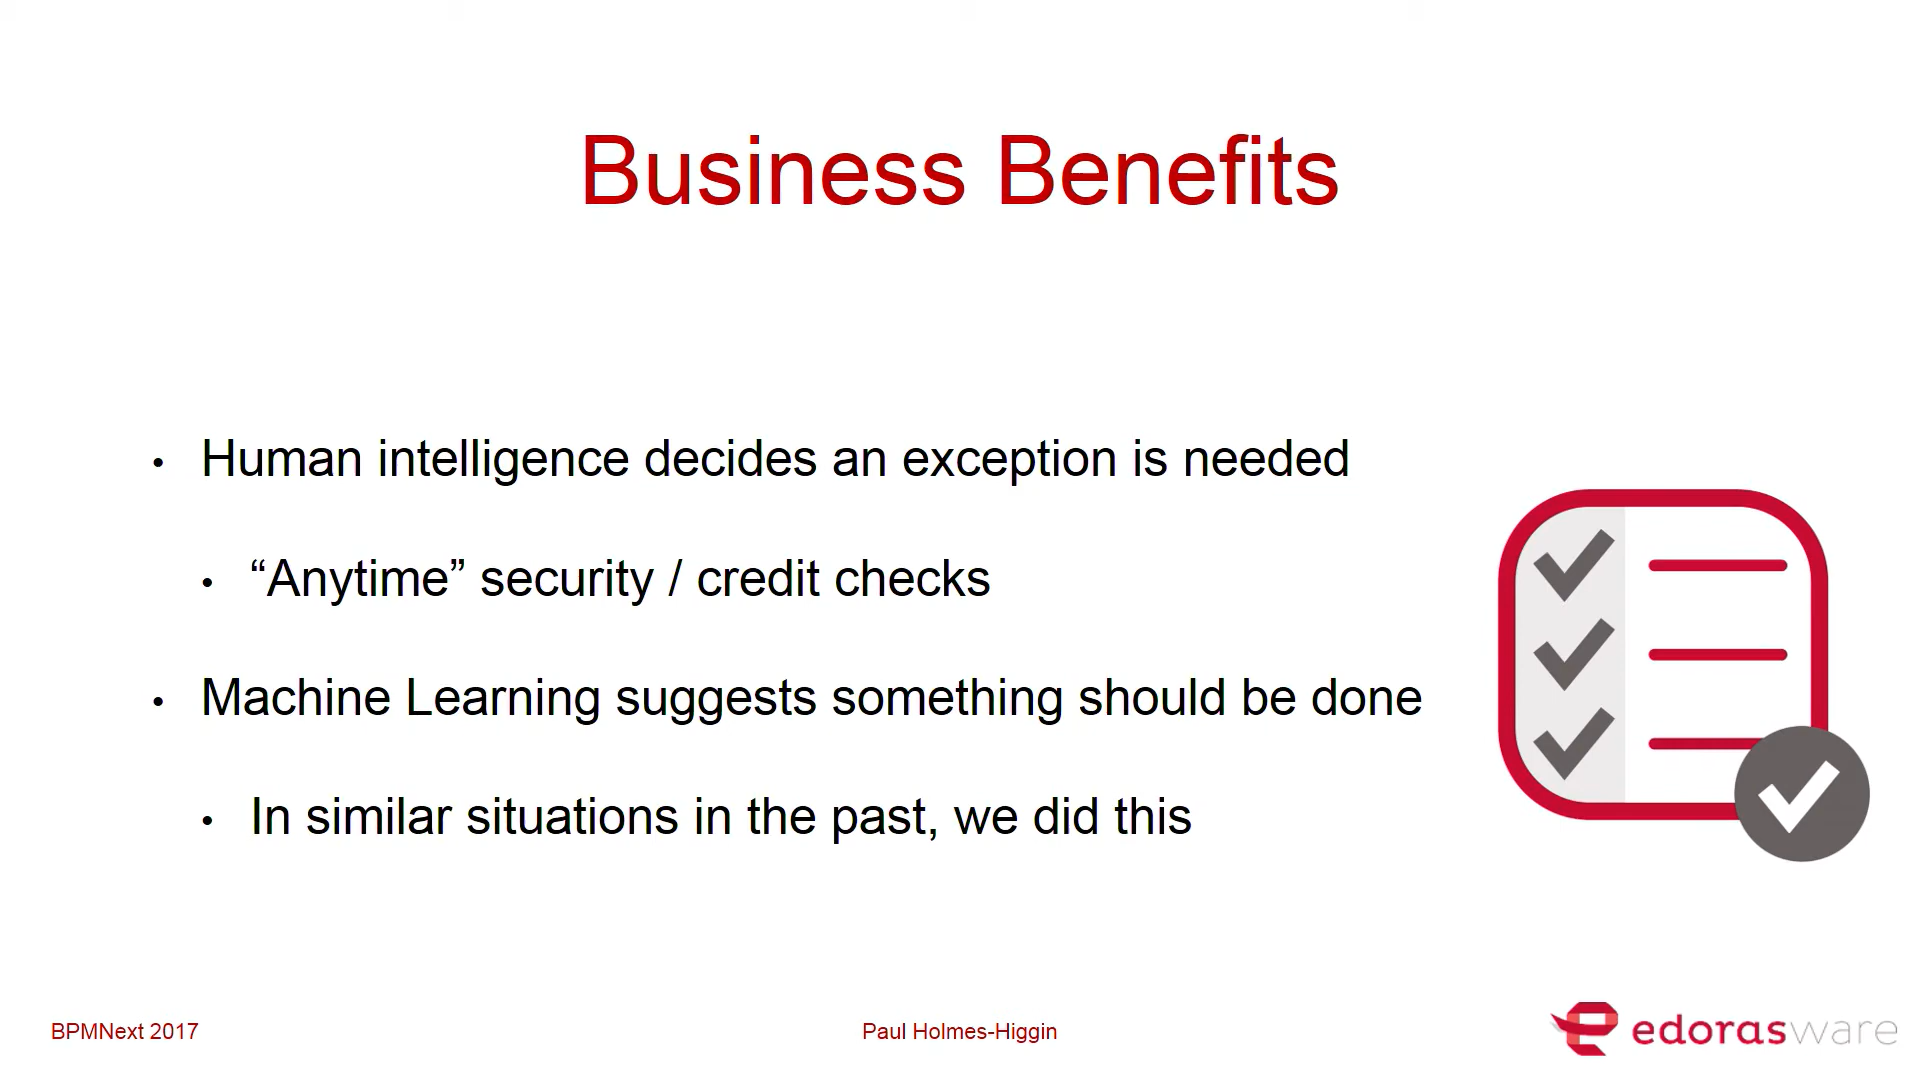 Business Benefits
• Human intelligence decides an exception is needed
• “Anytime” security / credit checks
• Machine Learning suggests something should be done
• In similar situations in the past, we did this
BPMNext 2017
Paul Holmes-Higgin
edorasware